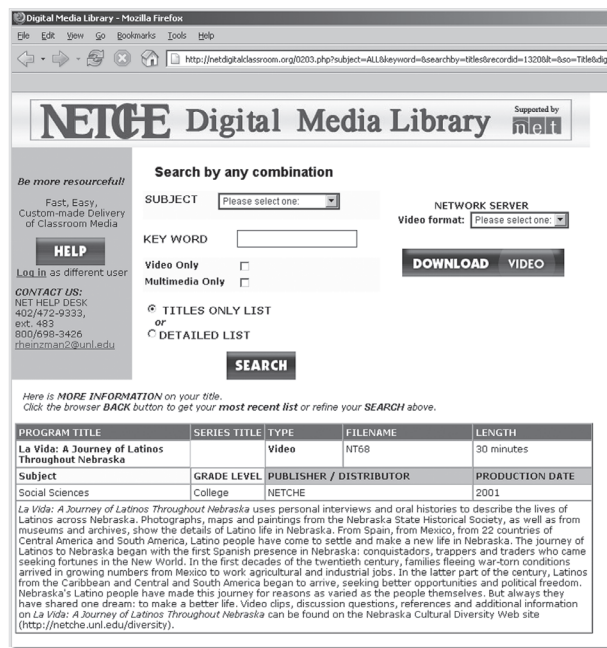 Digital Media Library - Mozilla Firefox
File Edit View Go Bookmarks Tools Help
http://netdigitalclassroom.org/0203.php?subject=ALL&keyword=&searchby=titles&recordid=1320&lt=&so=Title&dig
NETCHE Digital Media Library
Supported by
net
Be more resourceful!
Fast, Easy,
Custom-made Delivery
of Classroom Media
HELP
Log in as different user
CONTACT US:
NET HELP DESK
402/472-9333,
ext. 483
800/698-3426
rheinzman2@unl.edu
Search by any combination
SUBJECT Please select one:
KEY WORD
Video Only
Multimedia Only
TITLES ONLY LIST
or
DETAILED LIST
SEARCH
NETWORK SERVER
Video format: Please select one:
DOWNLOAD VIDEO
Here is MORE INFORMATION on your title.
Click the browser BACK button to get your most recent list or refine your SEARCH above.
PROGRAM TITLE SERIES TITLE TYPE FILENAME LENGTH
La Vida: A Journey of Latinos Video NT68 30 minutes
Throughout Nebraska
Subject GRADE LEVEL PUBLISHER / DISTRIBUTOR PRODUCTION DATE
Social Sciences College NETCHE 2001
La Vida: A Journey of Latinos Throughout Nebraska uses personal interviews and oral histories to describe the lives of
Latinos across Nebraska. Photographs, maps and paintings from the Nebraska State Historical Society, as well as from
museums and archives, show the details of Latino life in Nebraska. From Spain, from Mexico, from 22 countries of
Central America and South America, Latino people have come to settle and make a new life in Nebraska. The journey of
Latinos to Nebraska began with the first Spanish presence in Nebraska: conquistadors, trappers and traders who came
seeking fortunes in the New World. In the first decades of the twentieth century, families fleeing war-torn conditions
arrived in growing numbers from Mexico to work agricultural and industrial jobs. In the latter part of the century, Latinos
from the Caribbean and Central and South America began to arrive, seeking better opportunities and political freedom.
Nebraska's Latino people have made this journey for reasons as varied as the people themselves. But always they
have shared one dream: to make a better life. Video clips, discussion questions, references and additional information
on La Vida: A Journey of Latinos Throughout Nebraska can be found on the Nebraska Cultural Diversity Web site
(http://netche.unl.edu/diversity).